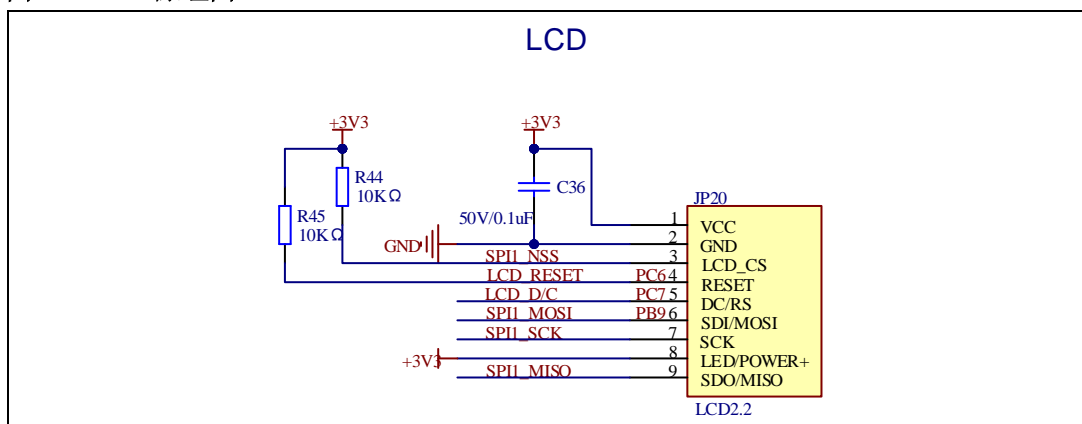 LCD
+3V3
+3V3
R44
10KΩ
C36
R45
10KΩ
50V/0.1uF
JP20
GND
1 VCC
2 GND
SPI1_NSS 3 LCD_CS
LCD_RESET PC6 4 RESET
LCD_D/C PC7 5 DC/RS
SPI1_MOSI PB9 6 SDI/MOSI
SPI1_SCK 7 SCK
+3V3 8 LED/POWER+
SPI1_MISO 9 SDO/MISO
LCD2.2